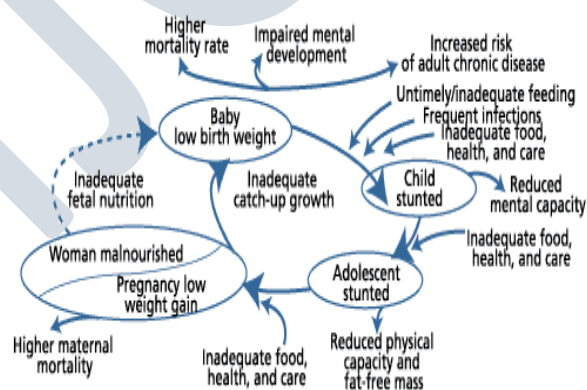 Higher
mortality rate
Impaired mental
development
Increased risk
of adult chronic disease
Untimely/inadequate feeding
Frequent infections
Inadequate food,
health, and care
Baby
low birth weight
Inadequate
fetal nutrition
Inadequate
catch-up growth
Child
stunted
Reduced
mental capacity
Inadequate food,
health, and care
Woman malnourished
Pregnancy low
weight gain
Adolescent
stunted
Higher maternal
mortality
Inadequate food,
health, and care
Reduced physical
capacity and
fat-free mass